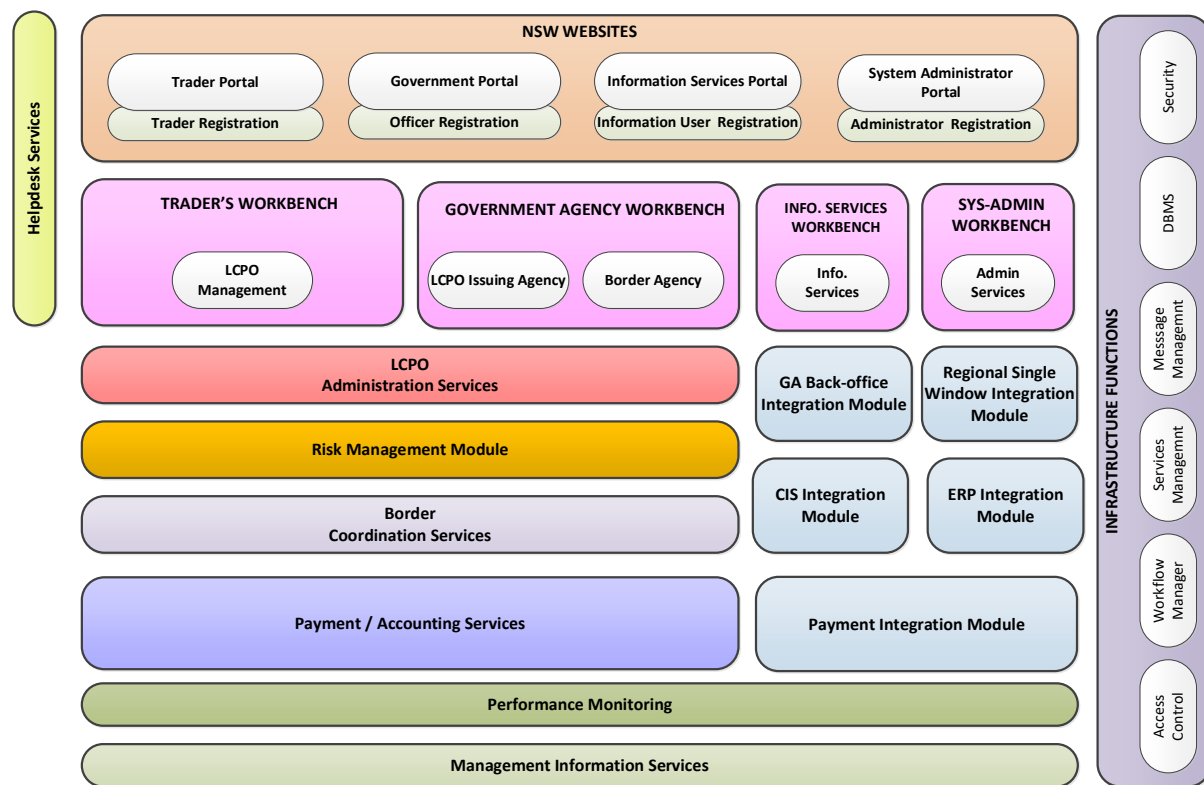 Helpdesk Services
NSW WEBSITES
Trader Portal
Trader Registration
Government Portal
Officer Registration
Information Services Portal
Information User Registration
System Administrator
Portal
Administrator Registration
TRADER'S WORKBENCH
LCPO
Management
GOVERNMENT AGENCY WORKBENCH
LCPO Issuing Agency
Border Agency
INFO. SERVICES
WORKBENCH
Info.
Services
SYS-ADMIN
WORKBENCH
Admin
Services
LCPO
Administration Services
Risk Management Module
Border
Coordination Services
Payment / Accounting Services
GA Back-office
Integration Module
Regional Single
Window Integration
Module
CIS Integration
Module
ERP Integration
Module
Payment Integration Module
Performance Monitoring
Management Information Services
INFRASTRUCTURE FUNCTIONS
Security
DBMS
Messsage
Managemnt
Services
Managemnt
Workflow
Manager
Access
Control